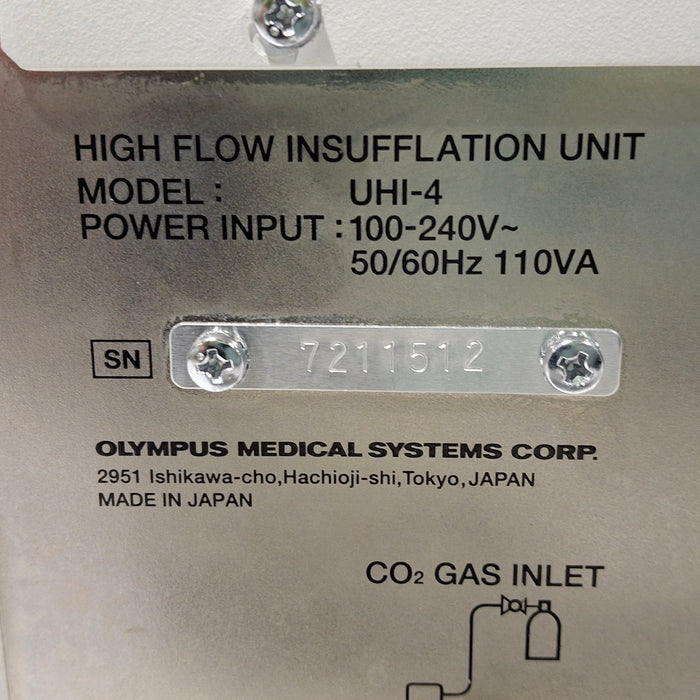 HIGH FLOW INSUFFLATION UNIT
MODEL : UHI-4
POWER INPUT : 100-240V~
50/60Hz 110VA
SN 7211512
OLYMPUS MEDICAL SYSTEMS CORP.
2951 Ishikawa-cho,Hachioji-shi,Tokyo,JAPAN
MADE IN JAPAN
CO₂ GAS INLET